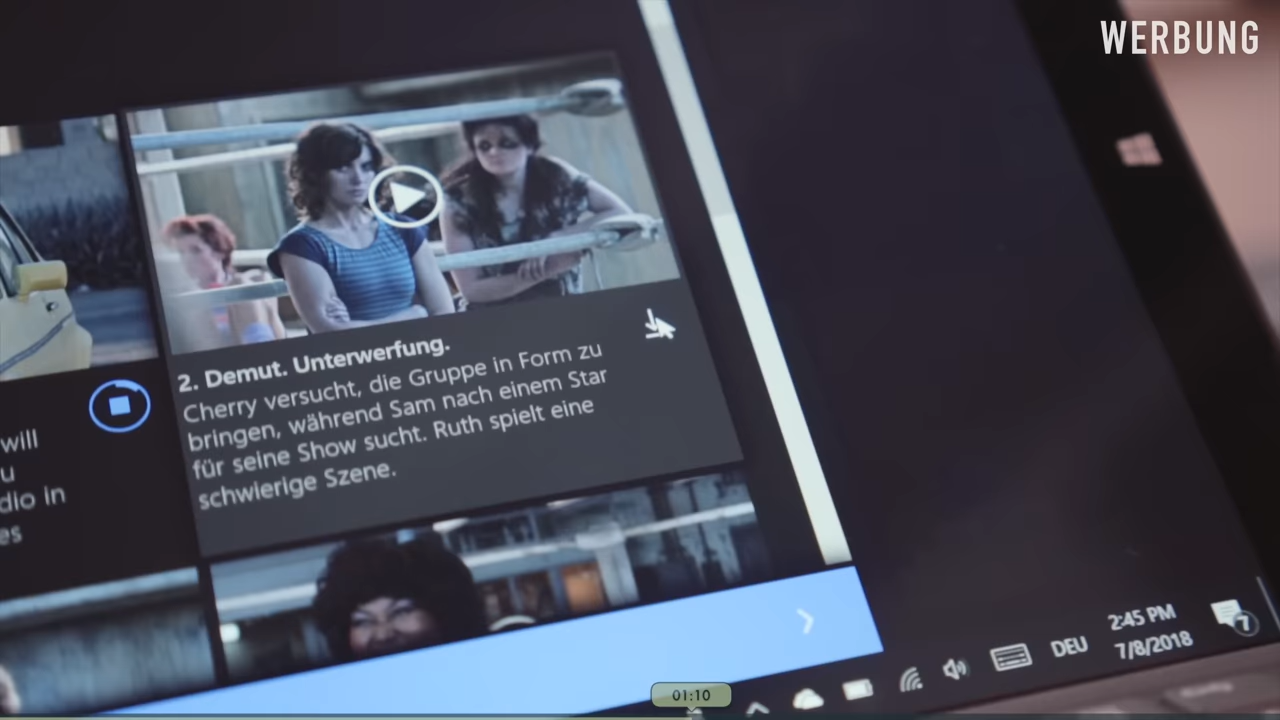 WERBUNG
2. Demut. Unterwerfung.
Cherry versucht, die Gruppe in Form zu
bringen, während Sam nach einem Star
für seine Show sucht. Ruth spielt eine
schwierige Szene.
will
u
dio in
es
2:45 PM
7/8/2018
DEU
7
01:10